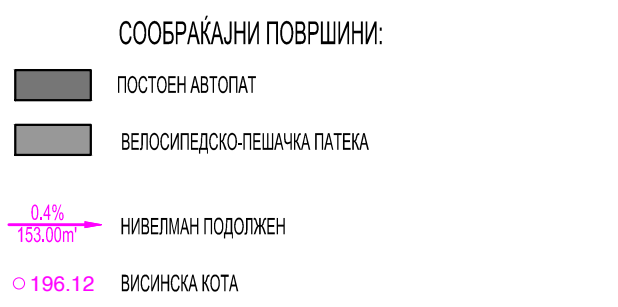 СООБРАЌАЈНИ ПОВРШИНИ:
ПОСТОЕН АВТОПАТ
ВЕЛОСИПЕДСКО-ПЕШАЧКА ПАТЕКА
0.4%
153.00m'
НИВЕЛМАН ПОДОЛЖЕН
196.12 ВИСИНСКА КОТА